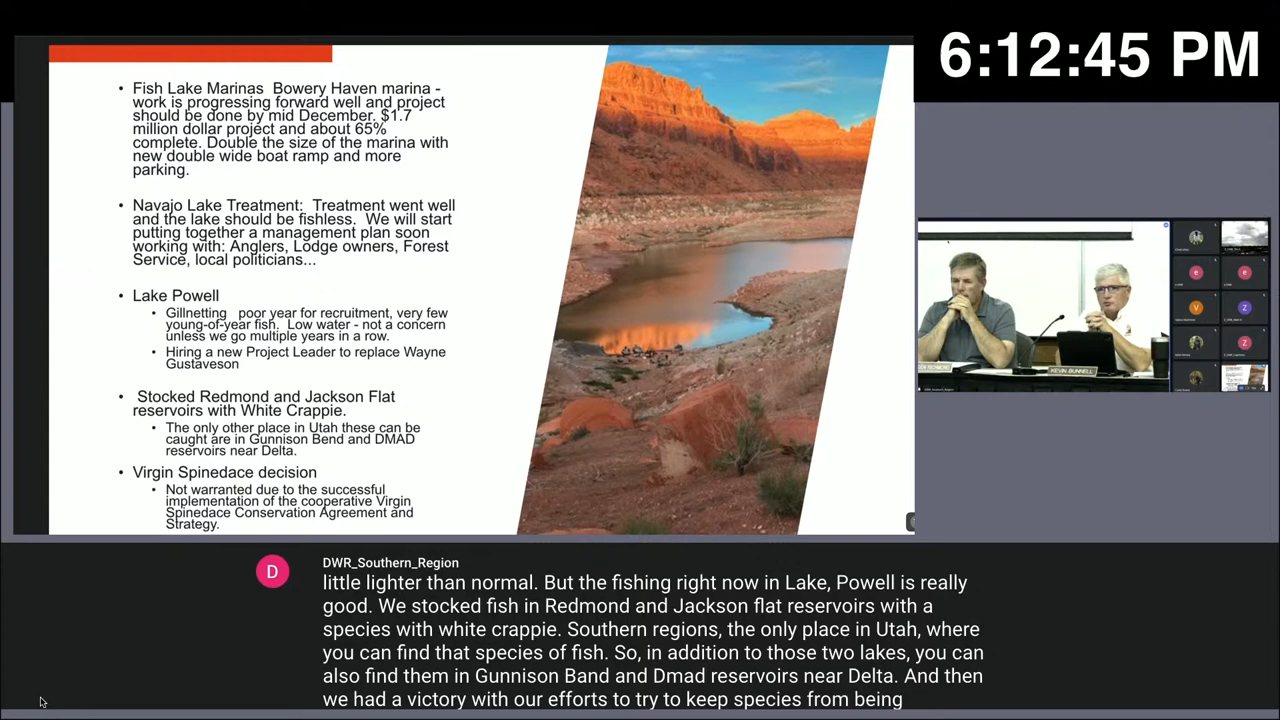 6:12:45 PM
• Fish Lake Marinas Bowery Haven marina -
work is progressing forward well and project
should be done by mid December. $1.7
million dollar project and about 65%
complete. Double the size of the marina with
new double wide boat ramp and more
parking.
• Navajo Lake Treatment: Treatment went well
and the lake should be fishless. We will start
putting together a management plan soon
working with: Anglers, Lodge owners, Forest
Service, local politicians...
• Lake Powell
• Gillnetting poor year for recruitment, very few
young-of-year fish. Low water - not a concern
unless we go multiple years in a row.
• Hiring a new Project Leader to replace Wayne
Gustaveson
• Stocked Redmond and Jackson Flat
reservoirs with White Crappie.
• The only other place in Utah these can be
caught are in Gunnison Bend and DMAD
reservoirs near Delta.
• Virgin Spinedace decision
• Not warranted due to the successful
implementation of the cooperative Virgin
Spinedace Conservation Agreement and
Strategy.
KEVIN BUNNELL
e
e
V
Z
Z
D
DWR_Southern_Region
little lighter than normal. But the fishing right now in Lake, Powell is really
good. We stocked fish in Redmond and Jackson flat reservoirs with a
species with white crappie. Southern regions, the only place in Utah, where
you can find that species of fish. So, in addition to those two lakes, you can
also find them in Gunnison Band and Dmad reservoirs near Delta. And then
we had a victory with our efforts to try to keep species from being